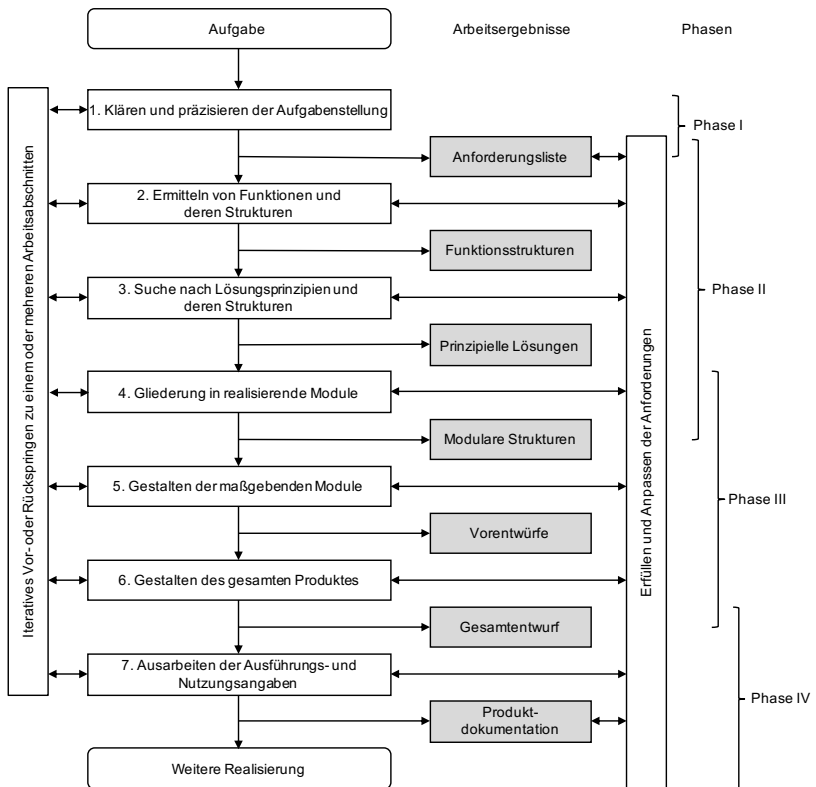 Aufgabe
Arbeitsergebnisse
Phasen
1. Klären und präzisieren der Aufgabenstellung
Phase I
Anforderungsliste
2. Ermitteln von Funktionen und
deren Strukturen
Funktionsstrukturen
Phase II
3. Suche nach Lösungsprinzipien und
deren Strukturen
Prinzipielle Lösungen
4. Gliederung in realisierende Module
Modulare Strukturen
5. Gestalten der maßgebenden Module
Phase III
Vorentwürfe
6. Gestalten des gesamten Produktes
Gesamtentwurf
7. Ausarbeiten der Ausführungs- und
Nutzungsangaben
Phase IV
Produkt-
dokumentation
Weitere Realisierung
Iteratives Vor- oder Rückspringen zu einem oder mehreren Arbeitsabschnitten
Erfüllen und Anpassen der Anforderungen